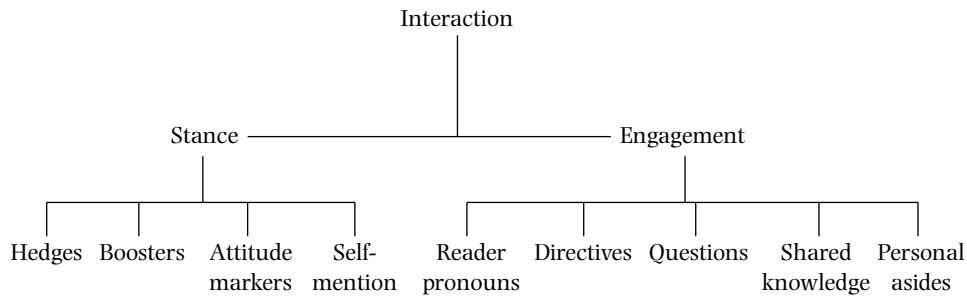 Interaction
Stance
Engagement
Hedges
Boosters
Attitude
markers
Self-
mention
Reader
pronouns
Directives
Questions
Shared
knowledge
Personal
asides